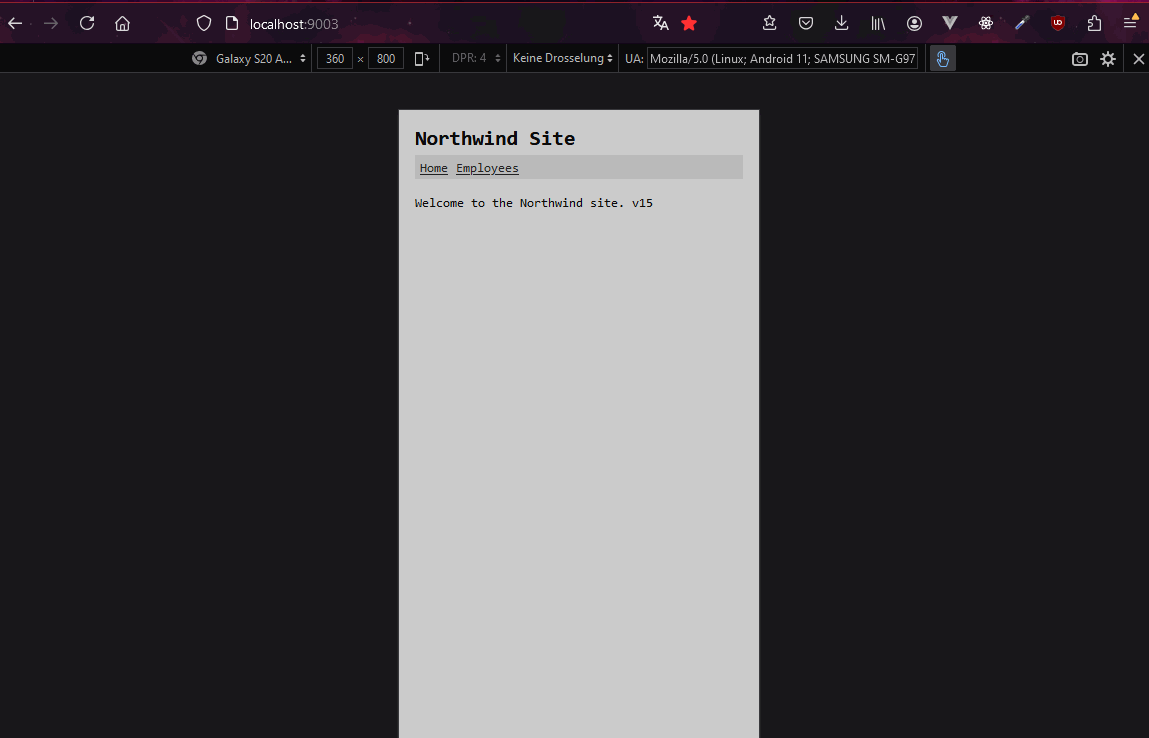 localhost:9003
Galaxy S20 A... 360 × 800 DPR: 4 Keine Drosselung UA: Mozilla/5.0 (Linux; Android 11; SAMSUNG SM-G97
Northwind Site
Home Employees
Welcome to the Northwind site. v15